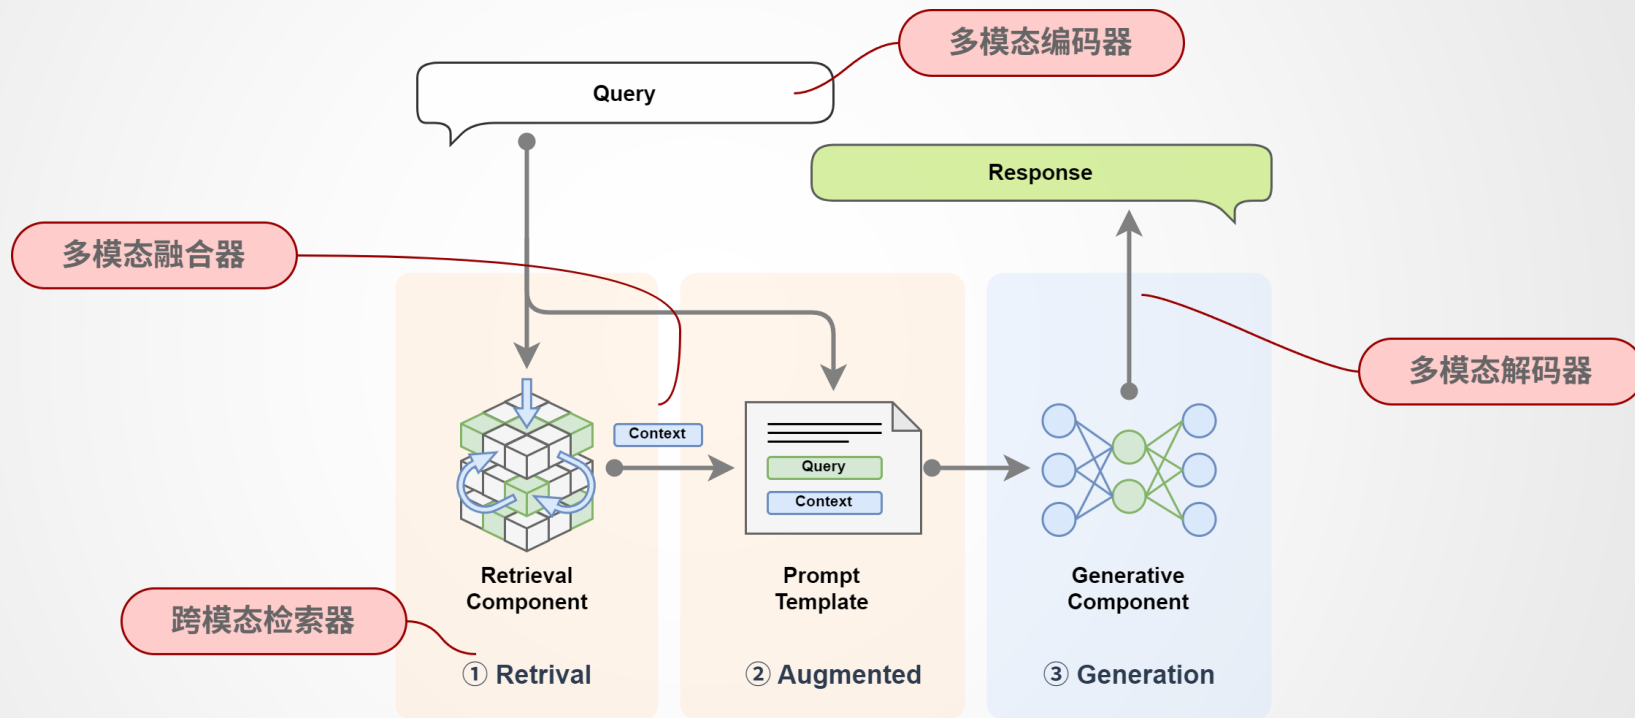 多模态编码器
Query
Response
多模态融合器
Context
Query
Context
Retrieval
Component
Prompt
Template
Generative
Component
多模态解码器
跨模态检索器
① Retrival
② Augmented
③ Generation